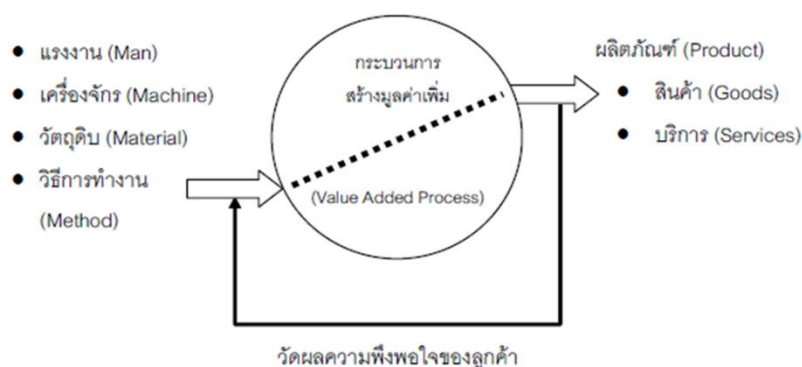 ● แรงงาน (Man)
● เครื่องจักร (Machine)
● วัตถุดิบ (Material)
● วิธีการทำงาน
(Method)
กระบวนการ
สร้างมูลค่าเพิ่ม
(Value Added Process)
ผลิตภัณฑ์ (Product)
● สินค้า (Goods)
● บริการ (Services)
วัดผลความพึงพอใจของลูกค้า